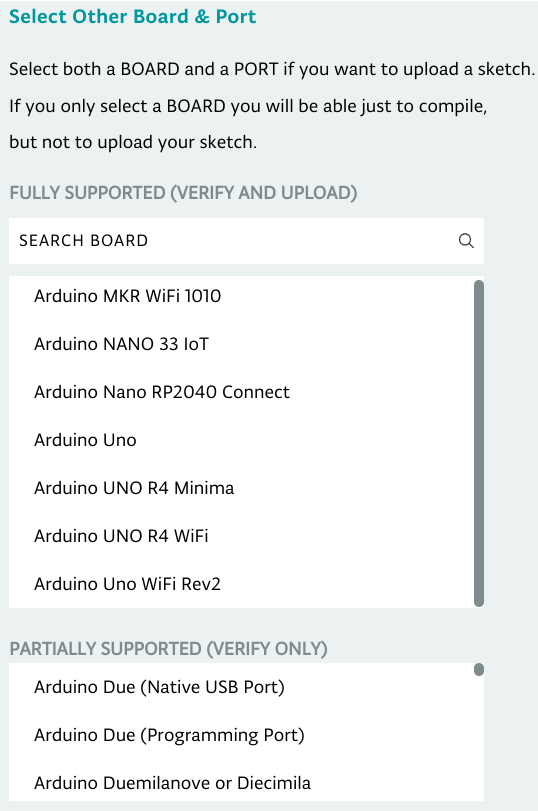 Select Other Board & Port
Select both a BOARD and a PORT if you want to upload a sketch.
If you only select a BOARD you will be able just to compile,
but not to upload your sketch.
FULLY SUPPORTED (VERIFY AND UPLOAD)
SEARCH BOARD
Arduino MKR WiFi 1010
Arduino NANO 33 IoT
Arduino Nano RP2040 Connect
Arduino Uno
Arduino UNO R4 Minima
Arduino UNO R4 WiFi
Arduino Uno WiFi Rev2
PARTIALLY SUPPORTED (VERIFY ONLY)
Arduino Due (Native USB Port)
Arduino Due (Programming Port)
Arduino Duemilanove or Diecimila